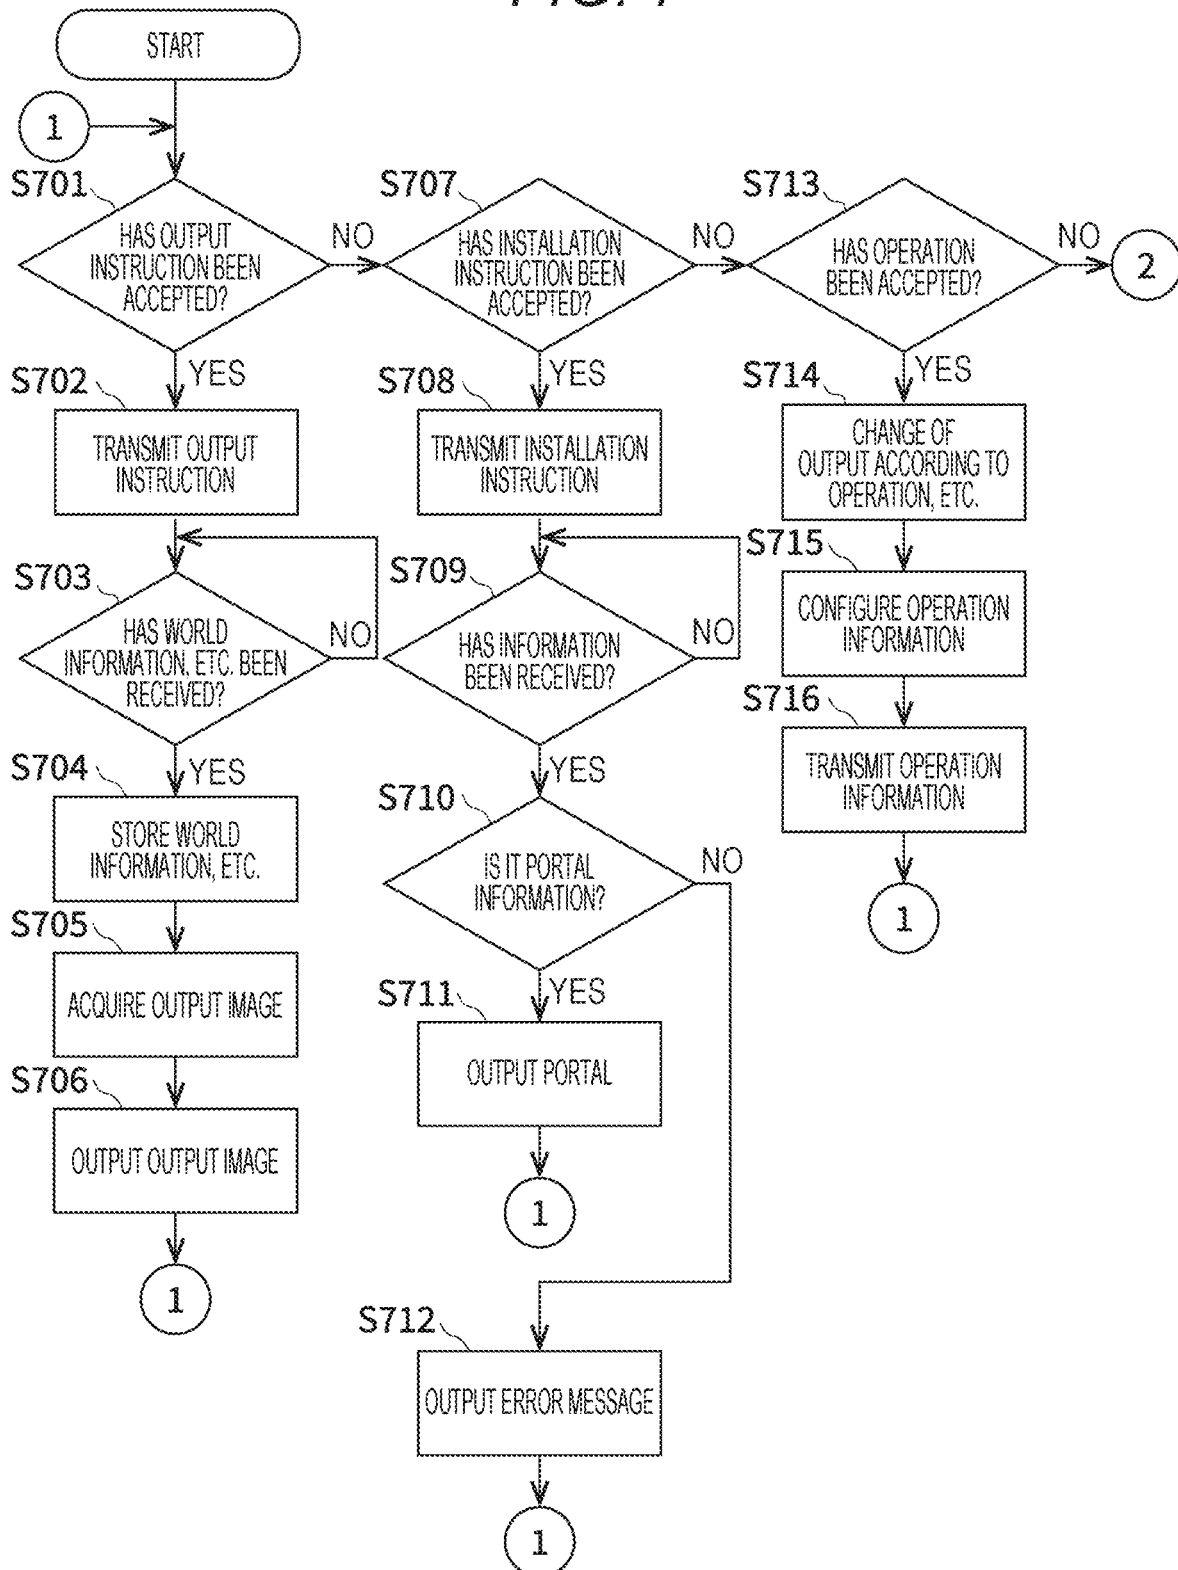 START
1
S701
HAS OUTPUT
INSTRUCTION BEEN
ACCEPTED?
NO
YES
S702
TRANSMIT OUTPUT
INSTRUCTION
S703
HAS WORLD
INFORMATION, ETC. BEEN
RECEIVED?
NO
YES
S704
STORE WORLD
INFORMATION, ETC.
S705
ACQUIRE OUTPUT IMAGE
S706
OUTPUT OUTPUT IMAGE
1
S707
HAS INSTALLATION
INSTRUCTION BEEN
ACCEPTED?
NO
YES
S708
TRANSMIT INSTALLATION
INSTRUCTION
S709
HAS INFORMATION
BEEN RECEIVED?
NO
YES
S710
IS IT PORTAL
INFORMATION?
NO
YES
S711
OUTPUT PORTAL
1
S712
OUTPUT ERROR MESSAGE
1
S713
HAS OPERATION
BEEN ACCEPTED?
NO
2
YES
S714
CHANGE OF
OUTPUT ACCORDING TO
OPERATION, ETC.
S715
CONFIGURE OPERATION
INFORMATION
S716
TRANSMIT OPERATION
INFORMATION
1